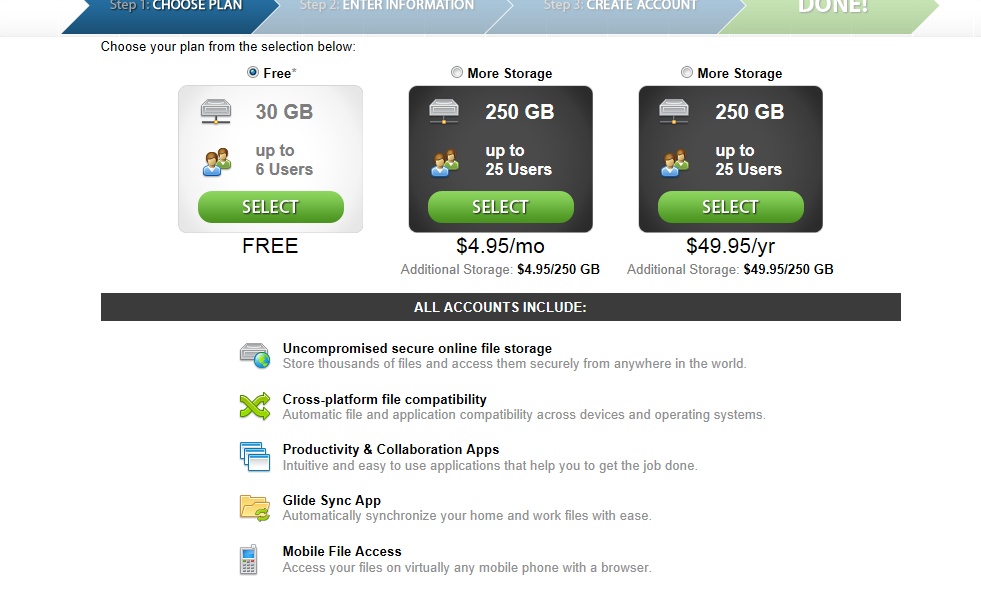 Step 1: CHOOSE PLAN Step 2: ENTER INFORMATION Step 3: CREATE ACCOUNT DONE!
Choose your plan from the selection below:
Free* More Storage More Storage
30 GB 250 GB 250 GB
up to up to up to
6 Users 25 Users 25 Users
SELECT SELECT SELECT
FREE $4.95/mo $49.95/yr
Additional Storage: $4.95/250 GB Additional Storage: $49.95/250 GB
ALL ACCOUNTS INCLUDE:
Uncompromised secure online file storage
Store thousands of files and access them securely from anywhere in the world.
Cross-platform file compatibility
Automatic file and application compatibility across devices and operating systems.
Productivity & Collaboration Apps
Intuitive and easy to use applications that help you to get the job done.
Glide Sync App
Automatically synchronize your home and work files with ease.
Mobile File Access
Access your files on virtually any mobile phone with a browser.